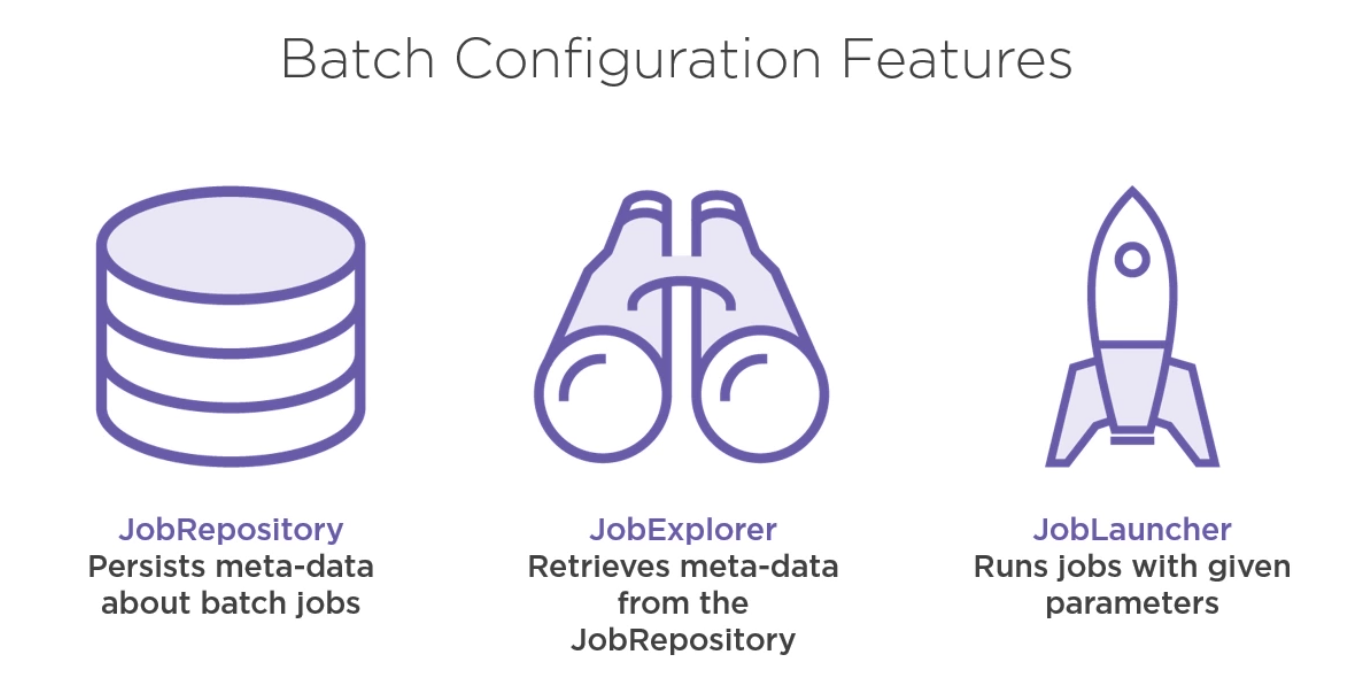 Batch Configuration Features
JobRepository
Persists meta-data
about batch jobs
JobExplorer
Retrieves meta-data
from the
JobRepository
JobLauncher
Runs jobs with given
parameters